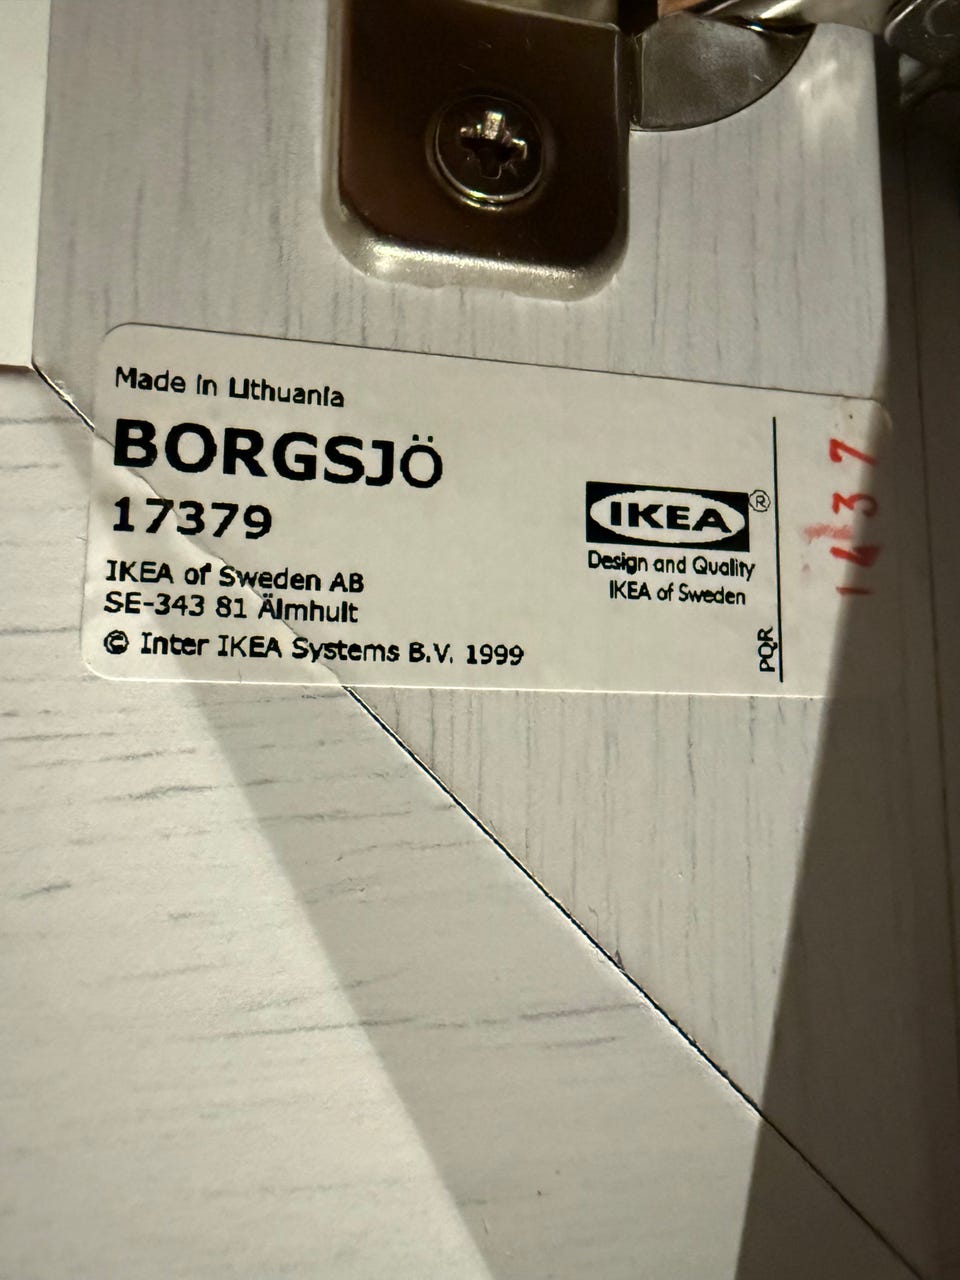 Made in Lithuania
BORGSJÖ
17379
IKEA of Sweden AB
SE-343 81 Älmhult
© Inter IKEA Systems B.V. 1999
IKEA®
Design and Quality
IKEA of Sweden
PQR
1637